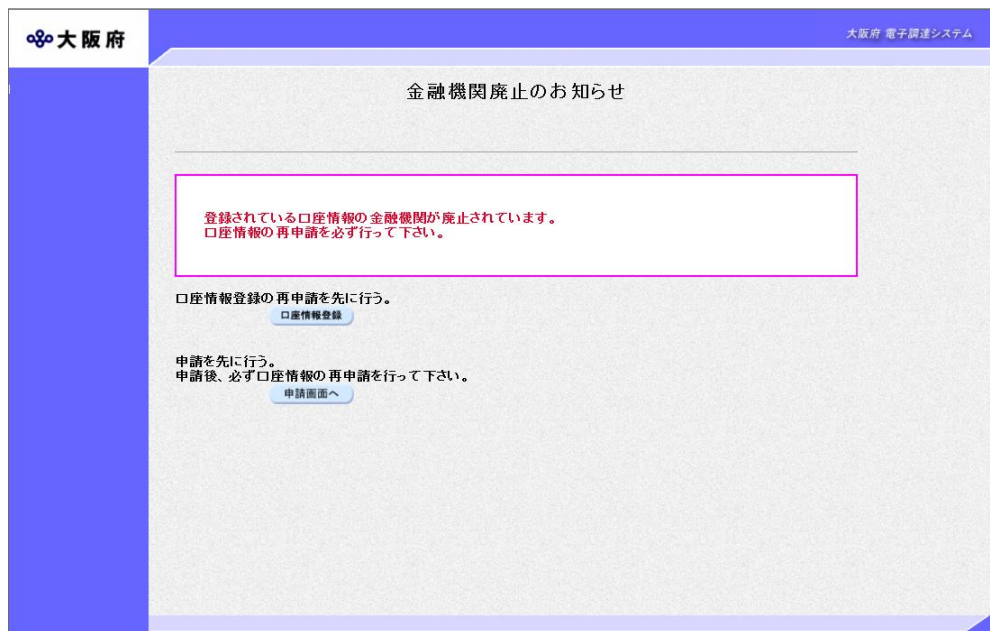 大阪府
大阪府 電子調達システム
金融機関廃止のお知らせ
登録されている口座情報の金融機関が廃止されています。
口座情報の再申請を必ず行って下さい。
口座情報登録の再申請を先に行う。
口座情報登録
申請を先に行う。
申請後、必ず口座情報の再申請を行って下さい。
申請画面へ